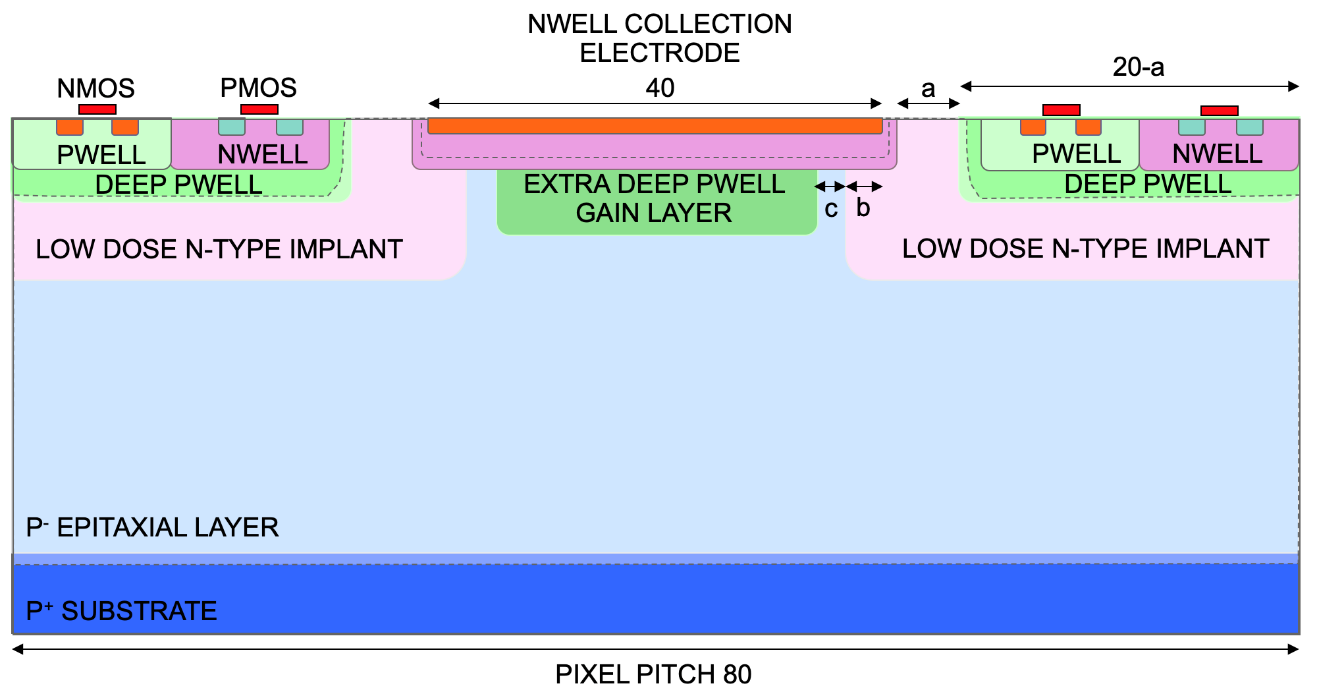 NWELL COLLECTION
ELECTRODE
NMOS
PMOS
40
a
20-a
PWELL
NWELL
PWELL
NWELL
DEEP PWELL
EXTRA DEEP PWELL
GAIN LAYER
c
b
DEEP PWELL
LOW DOSE N-TYPE IMPLANT
LOW DOSE N-TYPE IMPLANT
P⁻ EPITAXIAL LAYER
P⁺ SUBSTRATE
PIXEL PITCH 80